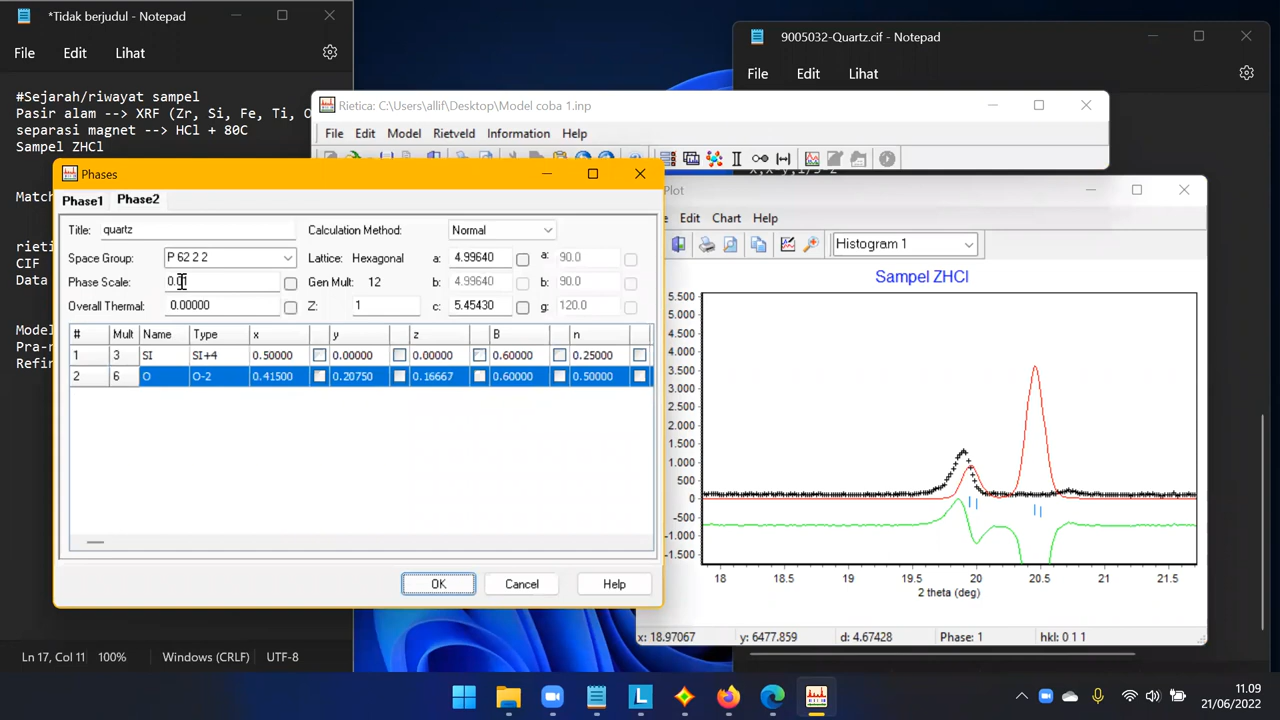 *Tidak berjudul - Notepad
File Edit Lihat
#Sejarah/riwayat sampel
Pasir alam --> XRF (Zr, Si, Fe, Ti,
separasi magnet --> HCl + 80C
Sampel ZHCl
Match
rieti
CIF
Data
Model
Pra-r
Refir
Ln 17, Col 11 100% Windows (CRLF) UTF-8
9005032-Quartz.cif - Notepad
File Edit Lihat
x,x-y,1/3-z
Rietica: C:\Users\allif\Desktop\Model coba 1.inp
File Edit Model Rietveld Information Help
Phases
Phase1 Phase2
Title: quartz Calculation Method: Normal
Space Group: P 62 2 2 Lattice: Hexagonal a: 4.99640 a: 90.0
Phase Scale: 0.01 Gen Mult: 12 b: 4.99640 b: 90.0
Overall Thermal: 0.00000 Z: 1 c: 5.45430 g: 120.0
# Mult Name Type x y z B n
1 3 SI SI+4 0.50000 0.00000 0.00000 0.60000 0.25000
2 6 O O-2 0.41500 0.20750 0.16667 0.60000 0.50000
OK Cancel Help
Plot
Edit Chart Help
Histogram 1
Sampel ZHCl
5.500
5.000
4.500
4.000
3.500
3.000
2.500
2.000
1.500
1.000
500
0
-500
-1.000
-1.500
18 18.5 19 19.5 20 20.5 21 21.5
2 theta (deg)
x: 18.97067 y: 6477.859 d: 4.67428 Phase: 1 hkl: 0 1 1
11.09
21/06/2022